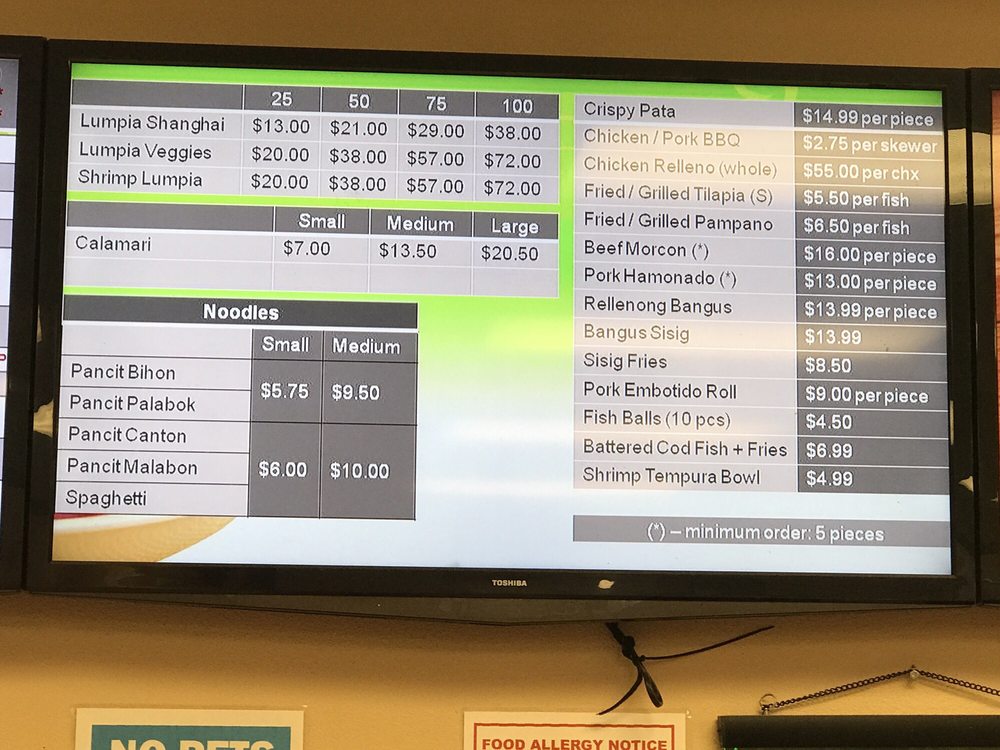 25 50 75 100
Lumpia Shanghai $13.00 $21.00 $29.00 $38.00
Lumpia Veggies $20.00 $38.00 $57.00 $72.00
Shrimp Lumpia $20.00 $38.00 $57.00 $72.00
Small Medium Large
Calamari $7.00 $13.50 $20.50
Noodles
Small Medium
Pancit Bihon
$5.75 $9.50
Pancit Palabok
Pancit Canton
Pancit Malabon $6.00 $10.00
Spaghetti
Crispy Pata $14.99 per piece
Chicken / Pork BBQ $2.75 per skewer
Chicken Relleno (whole) $55.00 per chx
Fried / Grilled Tilapia (S) $5.50 per fish
Fried / Grilled Pampano $6.50 per fish
Beef Morcon (*) $16.00 per piece
Pork Hamonado (*) $13.00 per piece
Rellenong Bangus $13.99 per piece
Bangus Sisig $13.99
Sisig Fries $8.50
Pork Embotido Roll $9.00 per piece
Fish Balls (10 pcs) $4.50
Battered Cod Fish + Fries $6.99
Shrimp Tempura Bowl $4.99
(*) – minimum order: 5 pieces
TOSHIBA
NO PETS
FOOD ALLERGY NOTICE